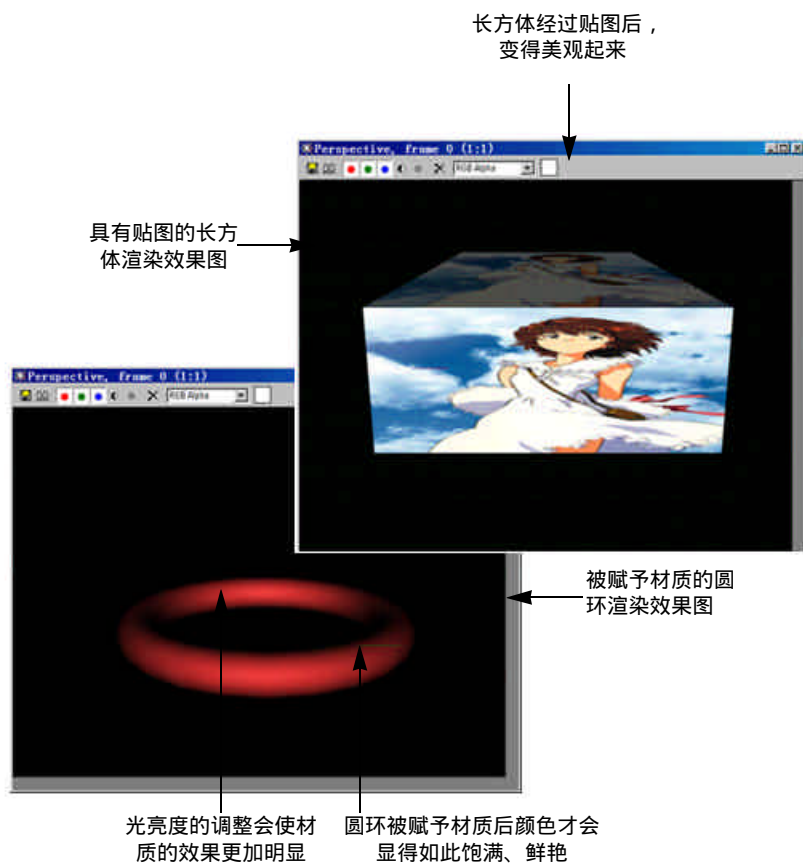 长方体经过贴图后，
变得美观起来
Perspective, frame 0 (1:1)
RGB Alpha
具有贴图的长方
体渲染效果图
Perspective, frame 0 (1:1)
RGB Alpha
被赋予材质的圆
环渲染效果图
光亮度的调整会使材
质的效果更加明显
圆环被赋予材质后颜色才会
显得如此饱满、鲜艳